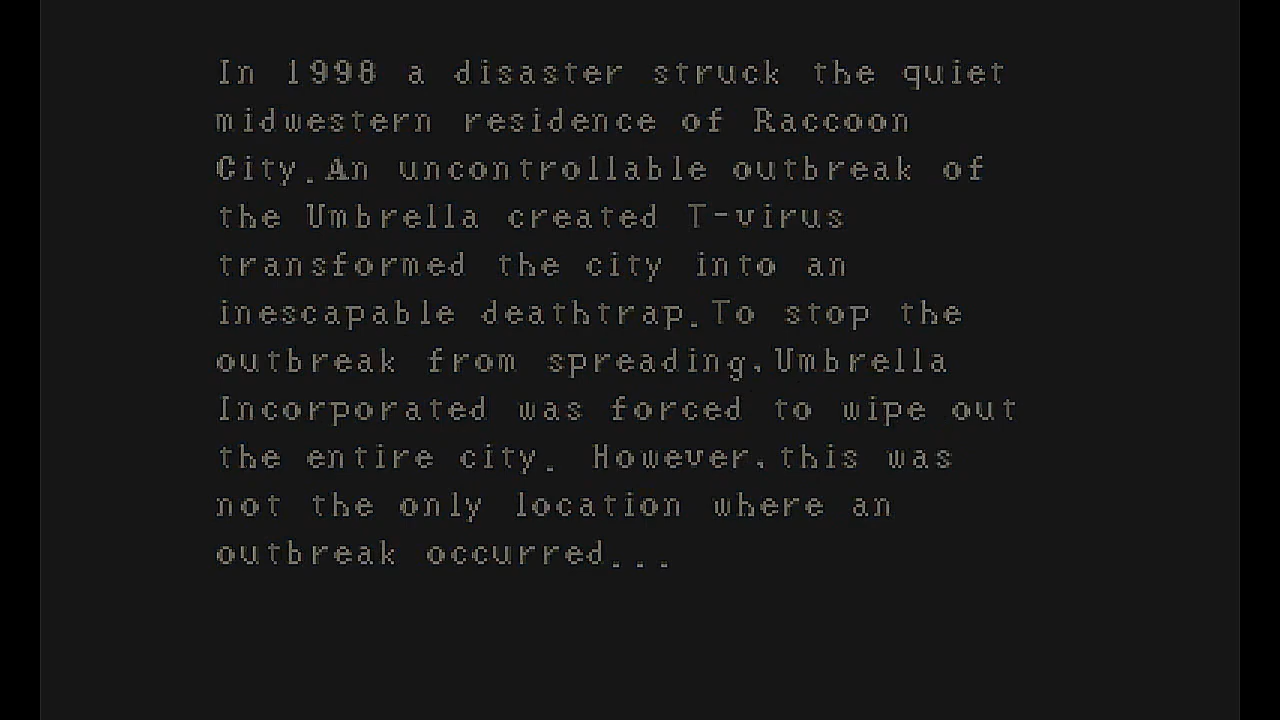 In 1998 a disaster struck the quiet
midwestern residence of Raccoon
City.An uncontrollable outbreak of
the Umbrella created T-virus
transformed the city into an
inescapable deathtrap.To stop the
outbreak from spreading,Umbrella
Incorporated was forced to wipe out
the entire city. However,this was
not the only location where an
outbreak occurred...